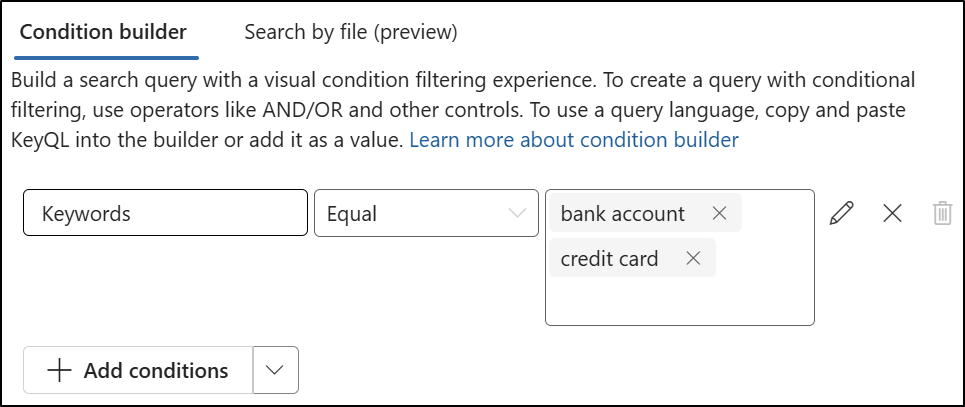 Condition builder
Search by file (preview)
Build a search query with a visual condition filtering experience. To create a query with conditional
filtering, use operators like AND/OR and other controls. To use a query language, copy and paste
KeyQL into the builder or add it as a value. Learn more about condition builder
Keywords
Equal
bank account
credit card
Add conditions